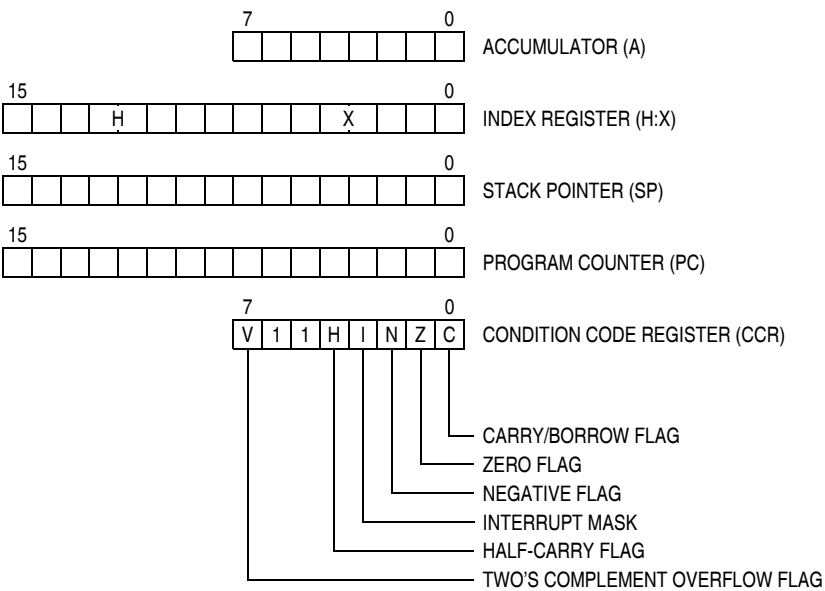 7 0
ACCUMULATOR (A)
15 0
H X INDEX REGISTER (H:X)
15 0
STACK POINTER (SP)
15 0
PROGRAM COUNTER (PC)
7 0
V 1 1 H I N Z C CONDITION CODE REGISTER (CCR)
CARRY/BORROW FLAG
ZERO FLAG
NEGATIVE FLAG
INTERRUPT MASK
HALF-CARRY FLAG
TWO'S COMPLEMENT OVERFLOW FLAG